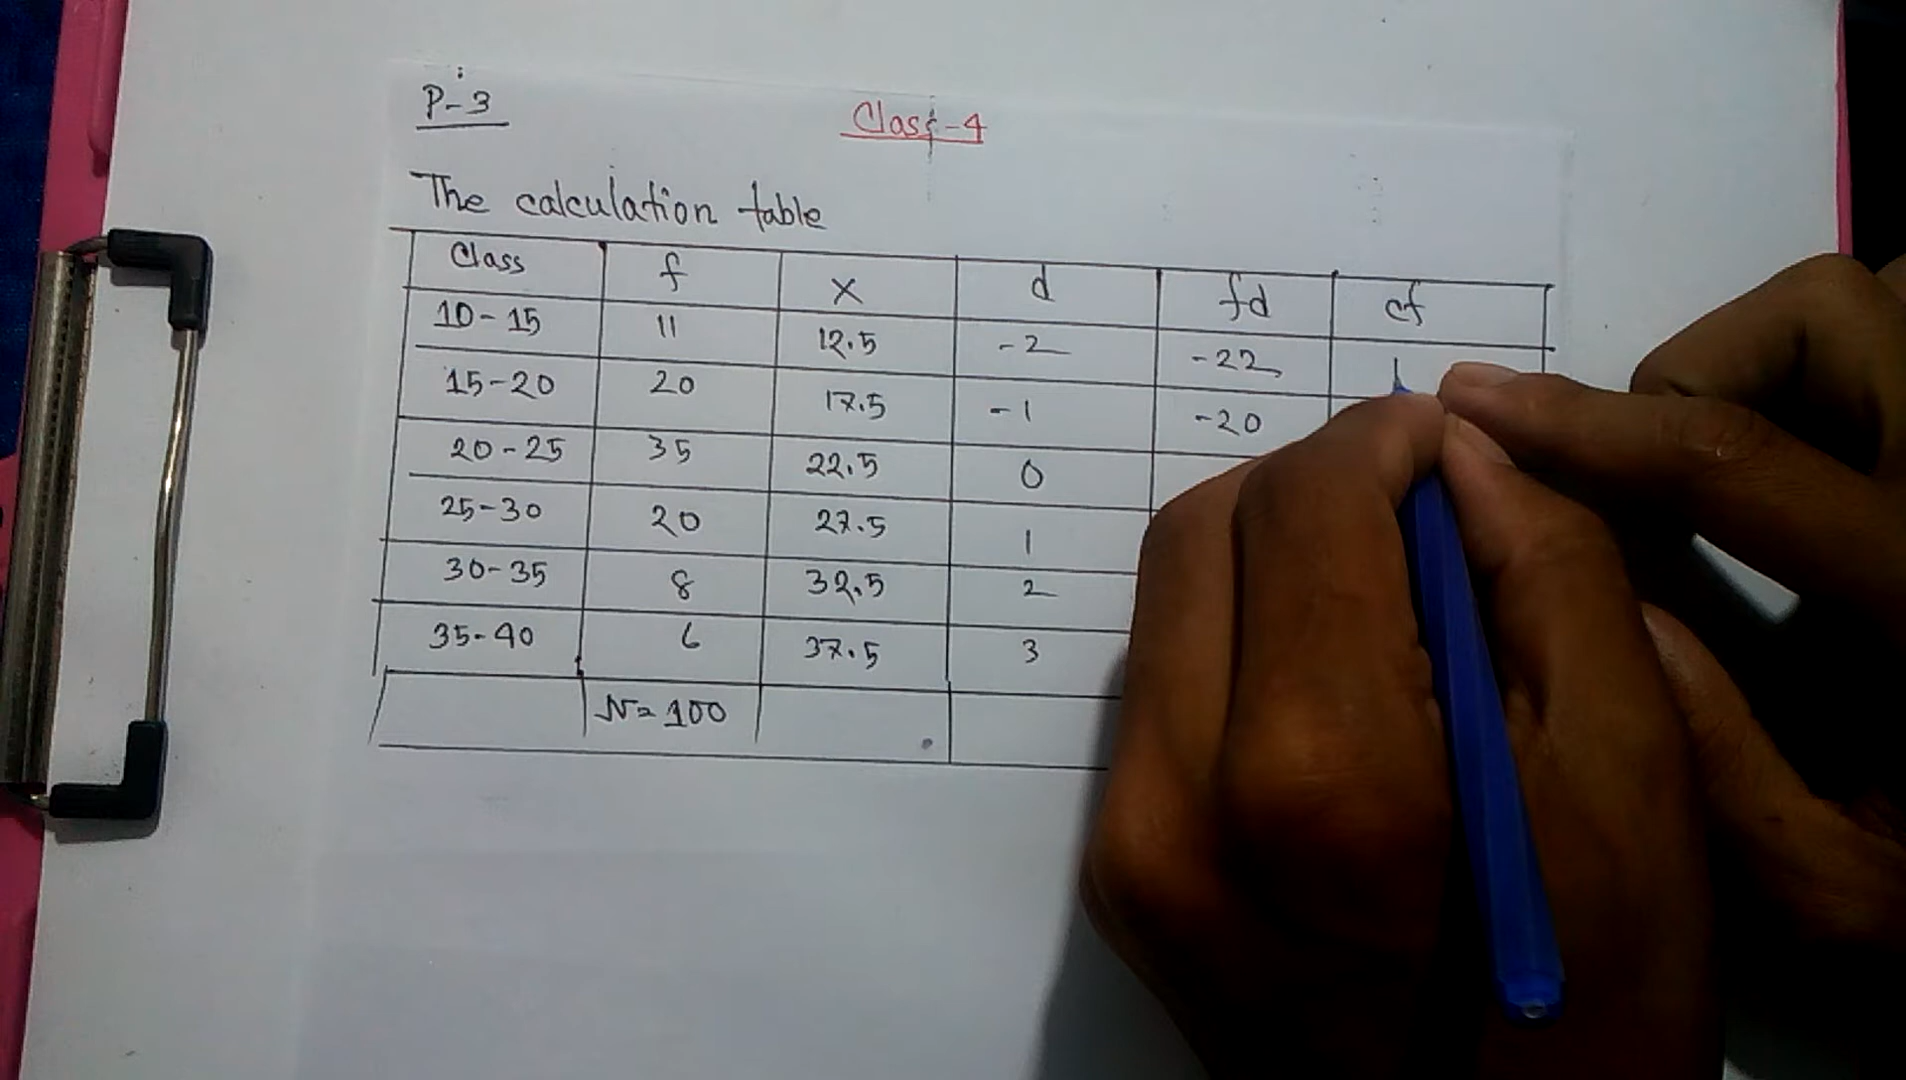 P-3
Class-4
The calculation table
Class f X d fd cf
10-15 11 12.5 -2 -22
15-20 20 17.5 -1 -20
20-25 35 22.5 0
25-30 20 27.5 1
30-35 8 32.5 2
35-40 6 37.5 3
N=100